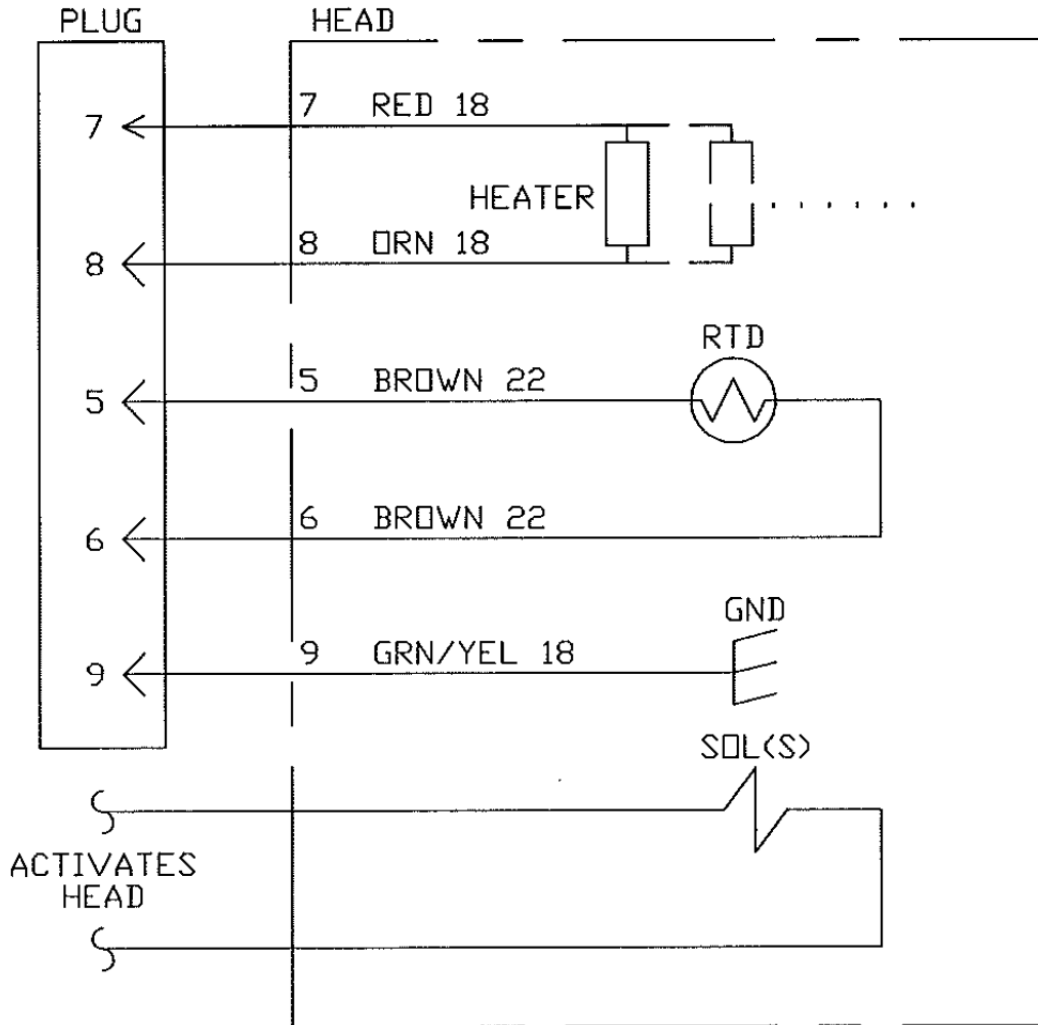 PLUG HEAD
7 7 RED 18
HEATER
8 8 ORN 18
RTD
5 5 BROWN 22
6 6 BROWN 22
GND
9 9 GRN/YEL 18
SOL(S)
ACTIVATES
HEAD